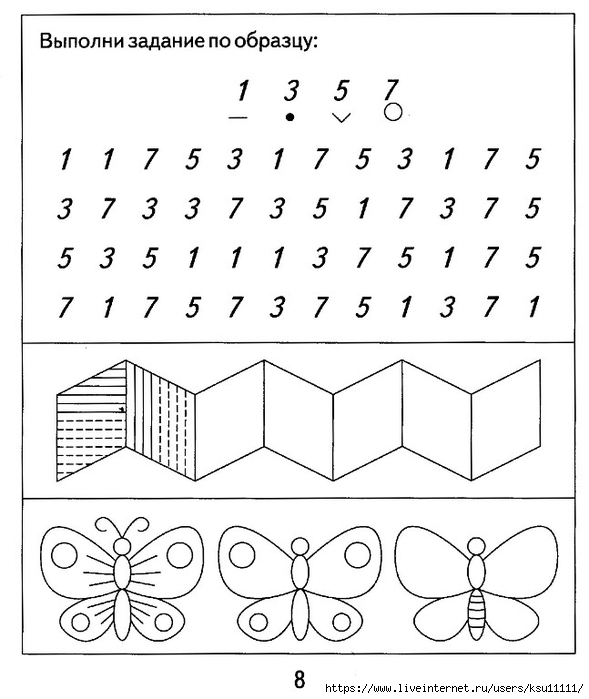 Выполни задание по образцу:
1 3 5 7
1 1 7 5 3 1 7 5 3 1 7 5
3 7 3 3 7 3 5 1 7 3 7 5
5 3 5 1 1 1 3 7 5 1 7 5
7 1 7 5 7 3 7 5 1 3 7 1
8
https://www.liveinternet.ru/users/ksu11111/